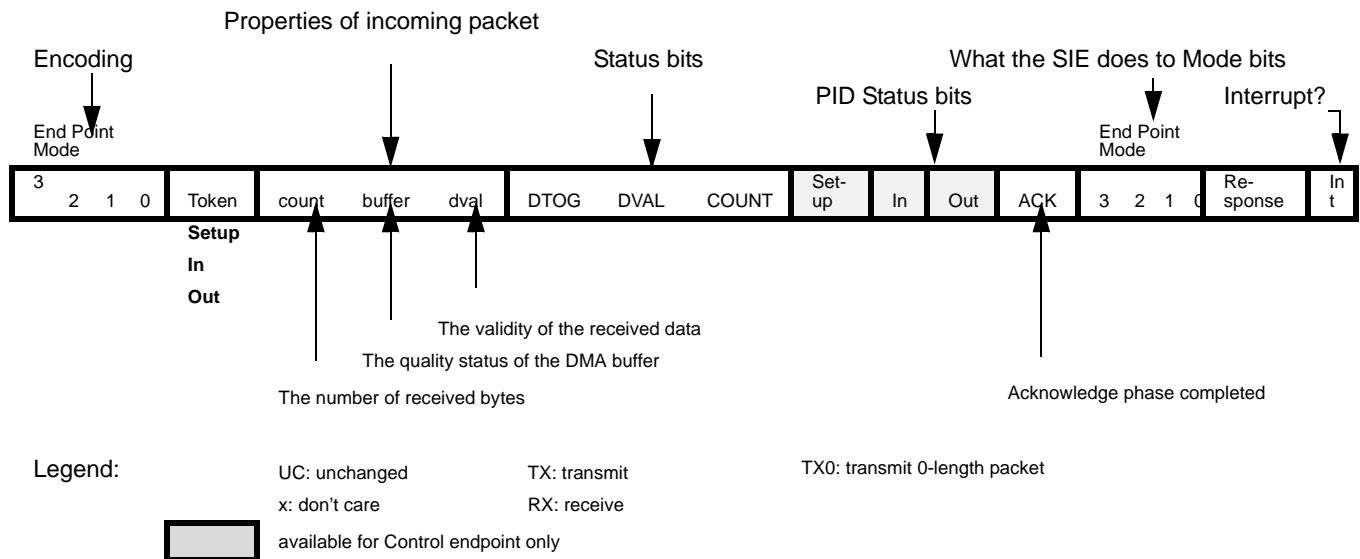 Properties of incoming packet
Encoding
Status bits
What the SIE does to Mode bits
PID Status bits
Interrupt?
End Point
Mode
End Point
Mode
3
2 1 0
Token
count buffer dval
DTOG DVAL COUNT
Set-
up
In
Out
ACK
3 2 1 0
Re-
sponse
In
t
Setup
In
Out
The validity of the received data
The quality status of the DMA buffer
The number of received bytes
Acknowledge phase completed
Legend:
UC: unchanged
TX: transmit
TX0: transmit 0-length packet
x: don't care
RX: receive
available for Control endpoint only